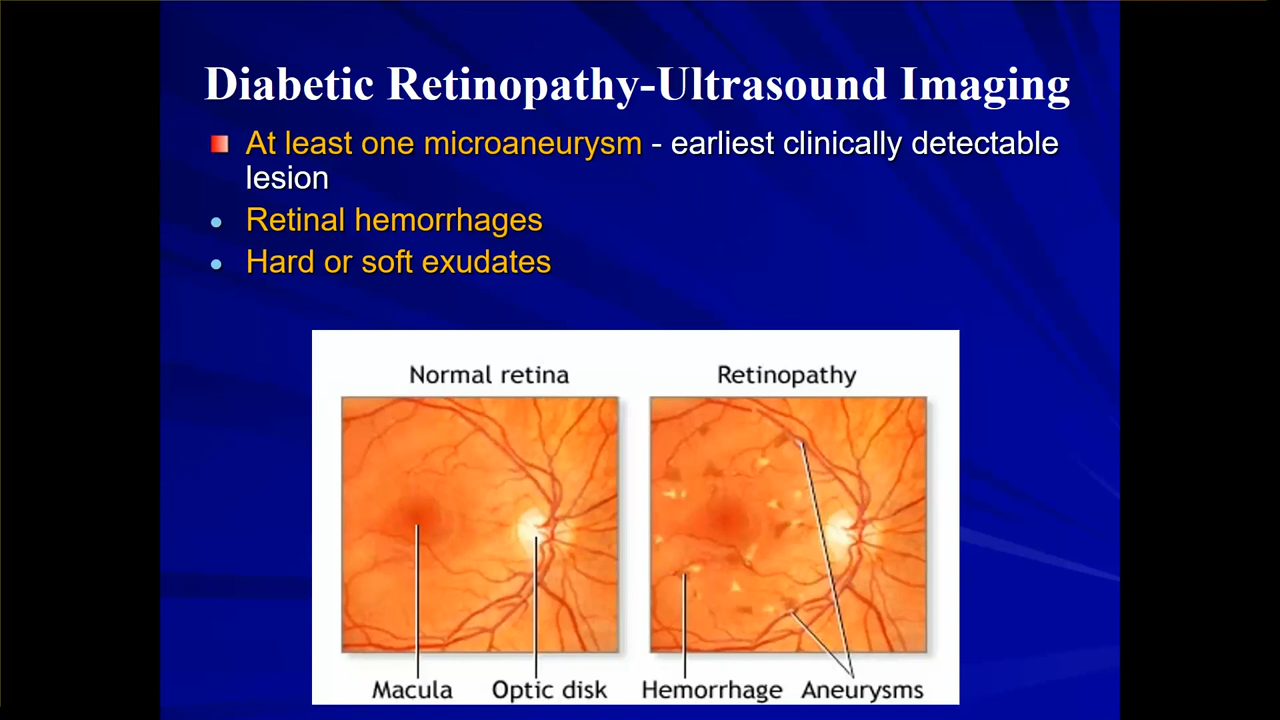 Diabetic Retinopathy-Ultrasound Imaging
At least one microaneurysm - earliest clinically detectable
lesion
Retinal hemorrhages
Hard or soft exudates
Normal retina
Retinopathy
Macula
Optic disk
Hemorrhage
Aneurysms